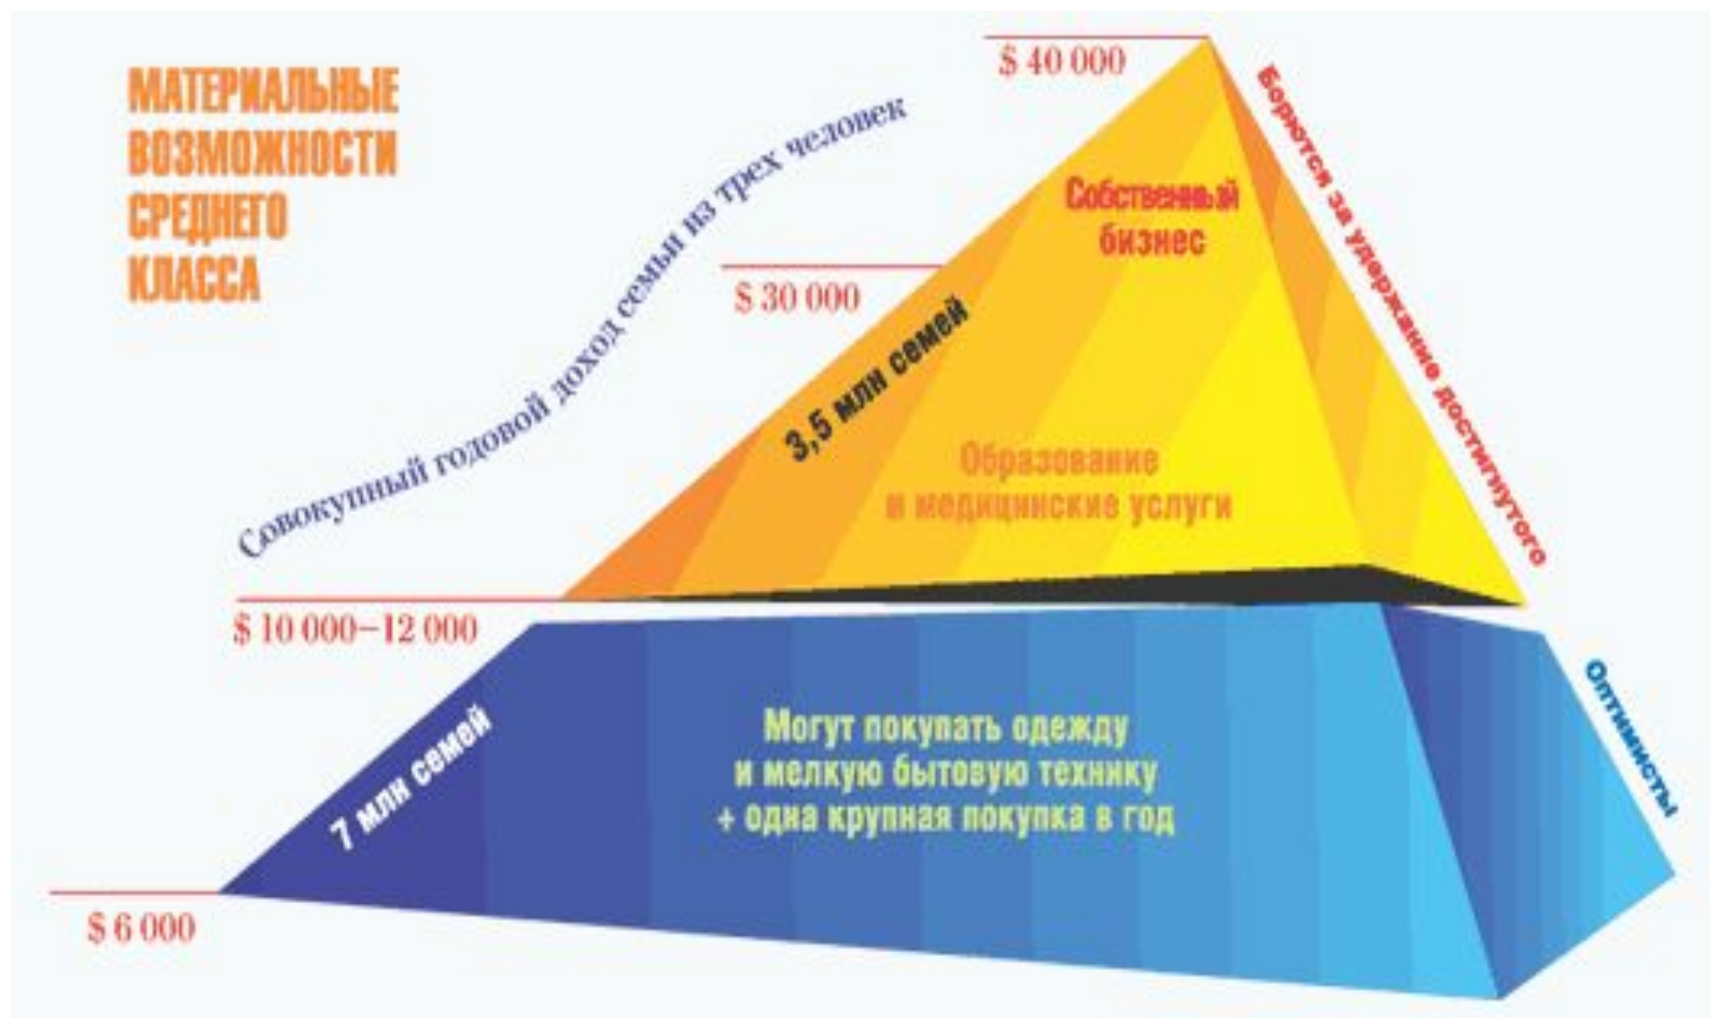 МАТЕРИАЛЬНЫЕ
ВОЗМОЖНОСТИ
СРЕДНЕГО
КЛАССА
Совокупный годовой доход семьи из трех человек
$ 40 000
$ 30 000
$ 10 000–12 000
$ 6 000
Собственный
бизнес
3,5 млн семей
Образование
и медицинские услуги
Борются за удержание достигнутого
7 млн семей
Могут покупать одежду
и мелкую бытовую технику
+ одна крупная покупка в год
Оптимисты